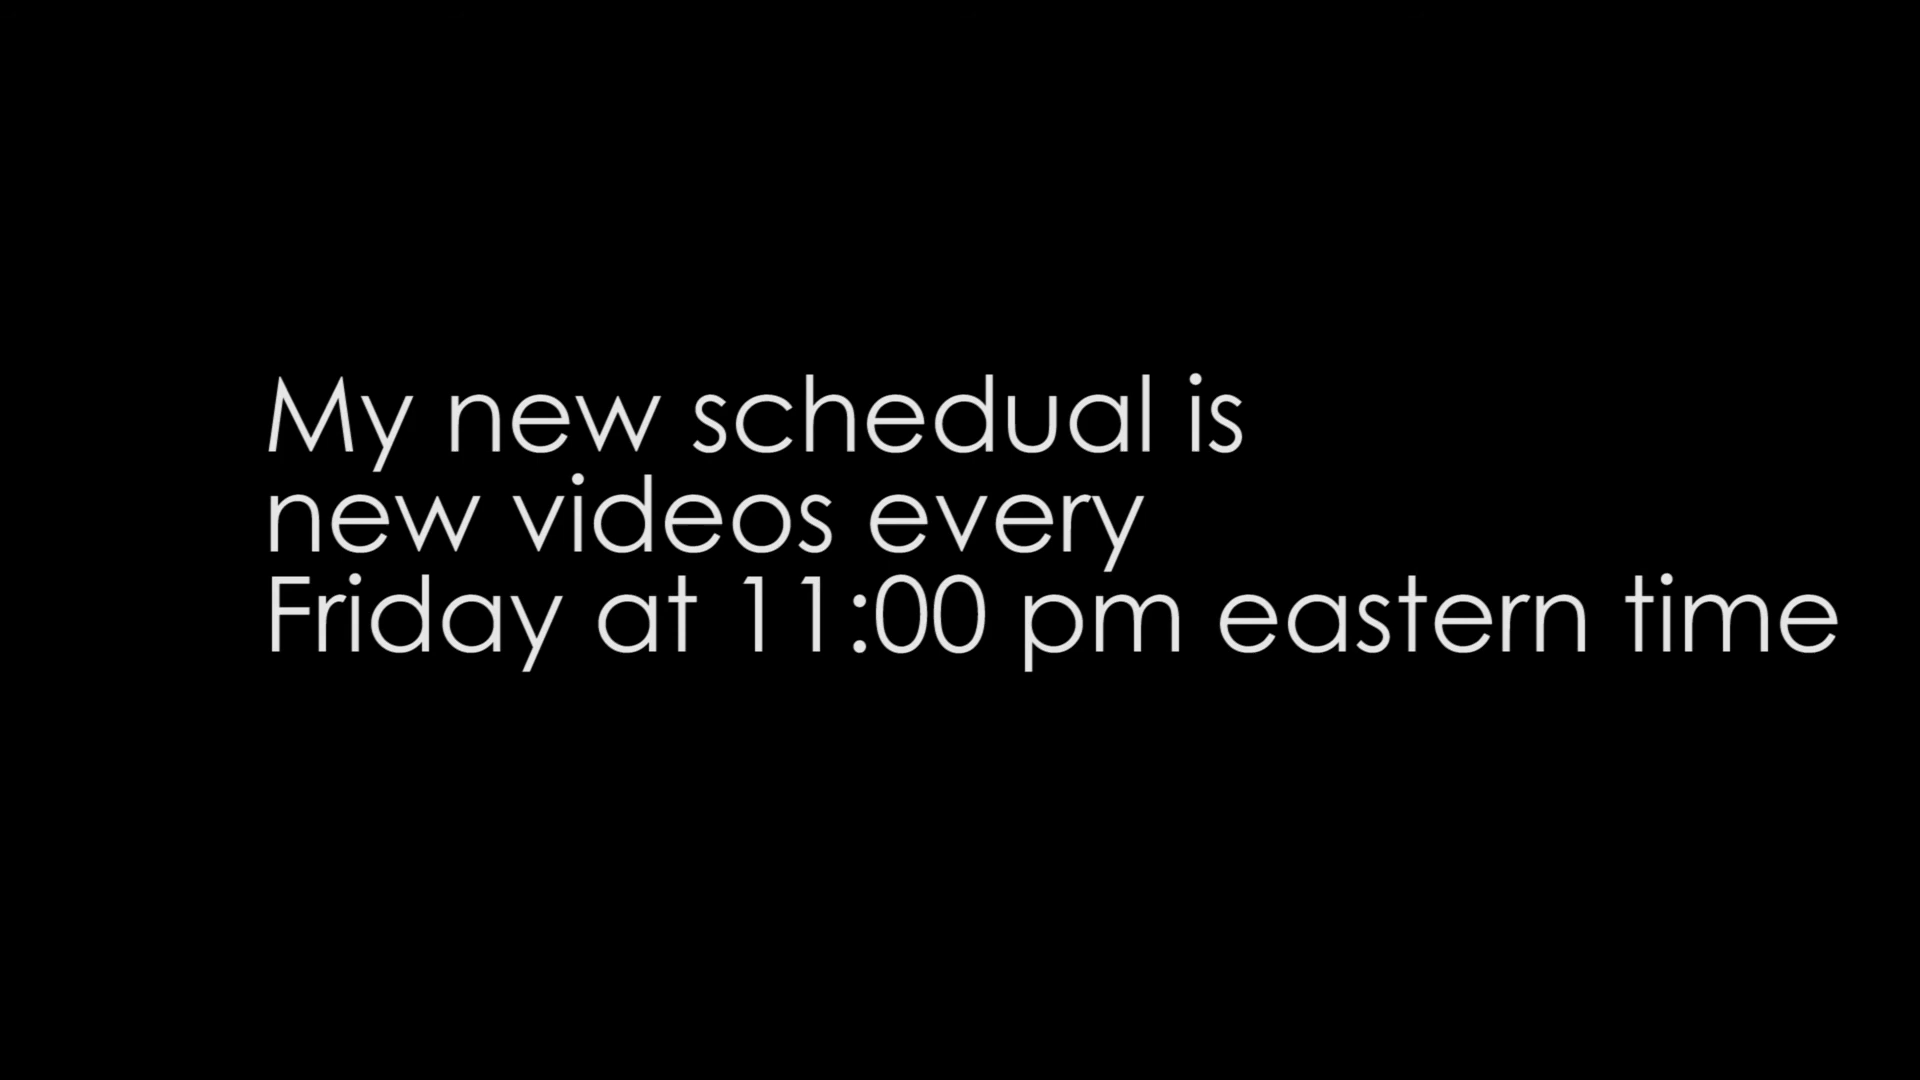 My new schedual is
new videos every
Friday at 11:00 pm eastern time